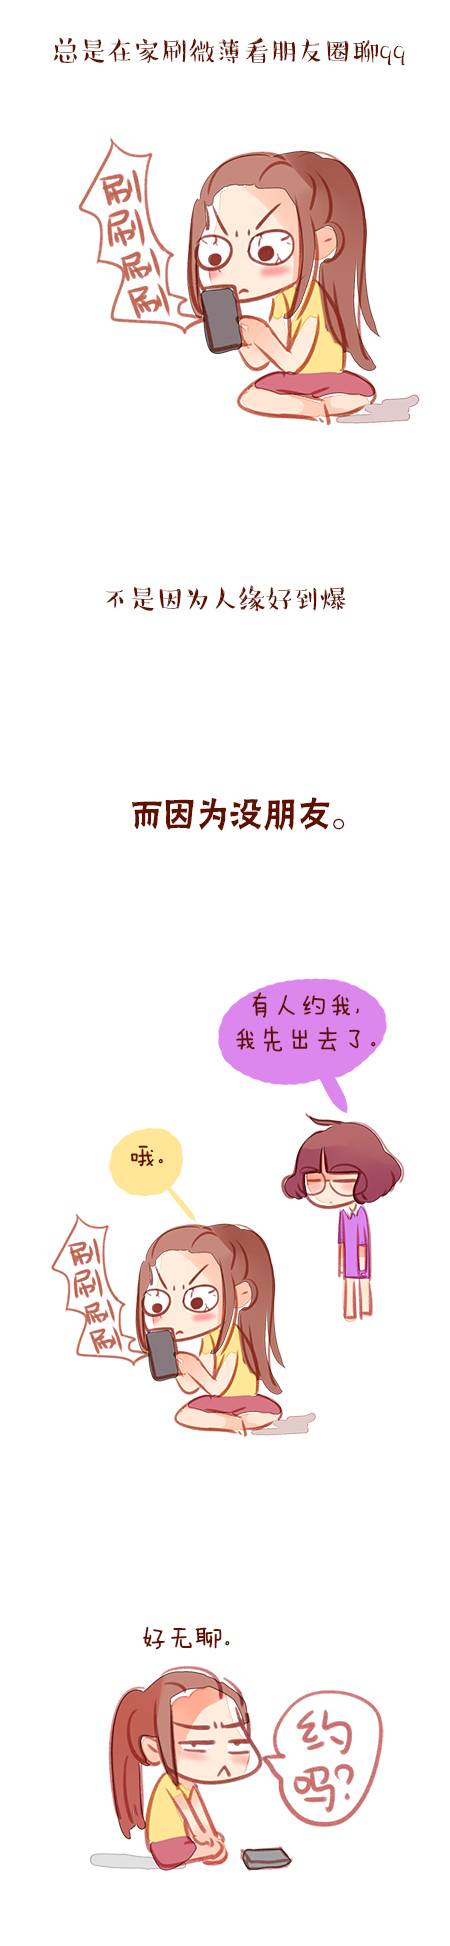 总是在家刷微薄看朋友圈聊qq
刷
刷
刷
刷
不是因为人缘好到爆
而因为没朋友。
有人约我,
我先出去了。
哦。
刷
刷
刷
刷
好无聊。
约
吗?